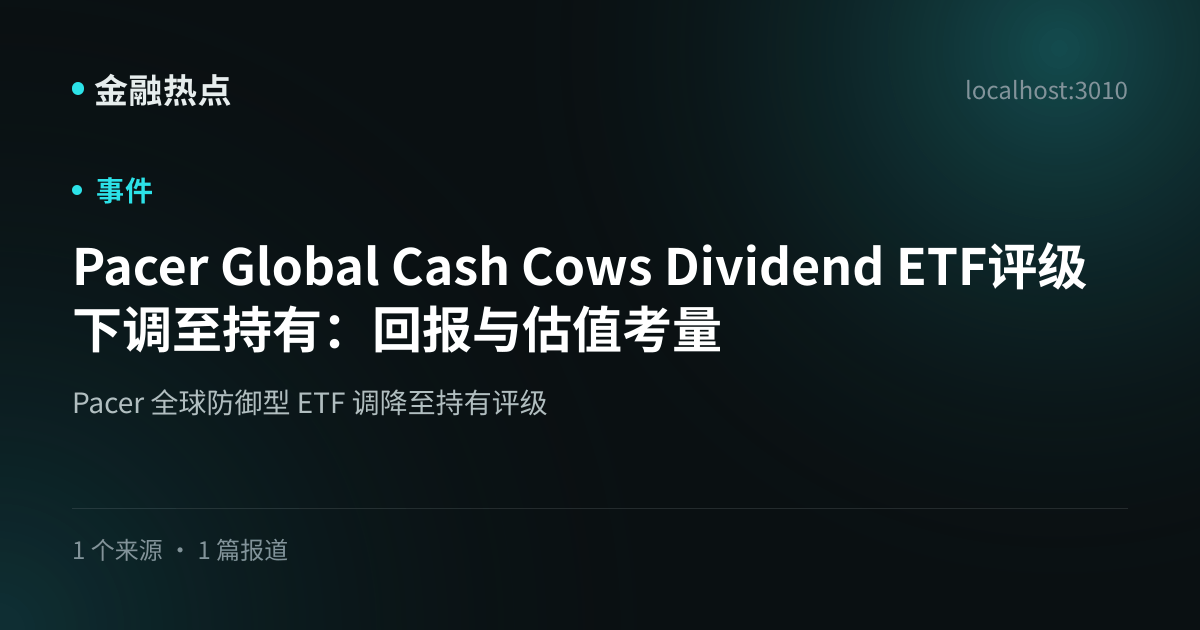 金融热点
localhost:3010
事件
Pacer Global Cash Cows Dividend ETF评级
下调至持有：回报与估值考量
Pacer 全球防御型 ETF 调降至持有评级
1 个来源 · 1 篇报道